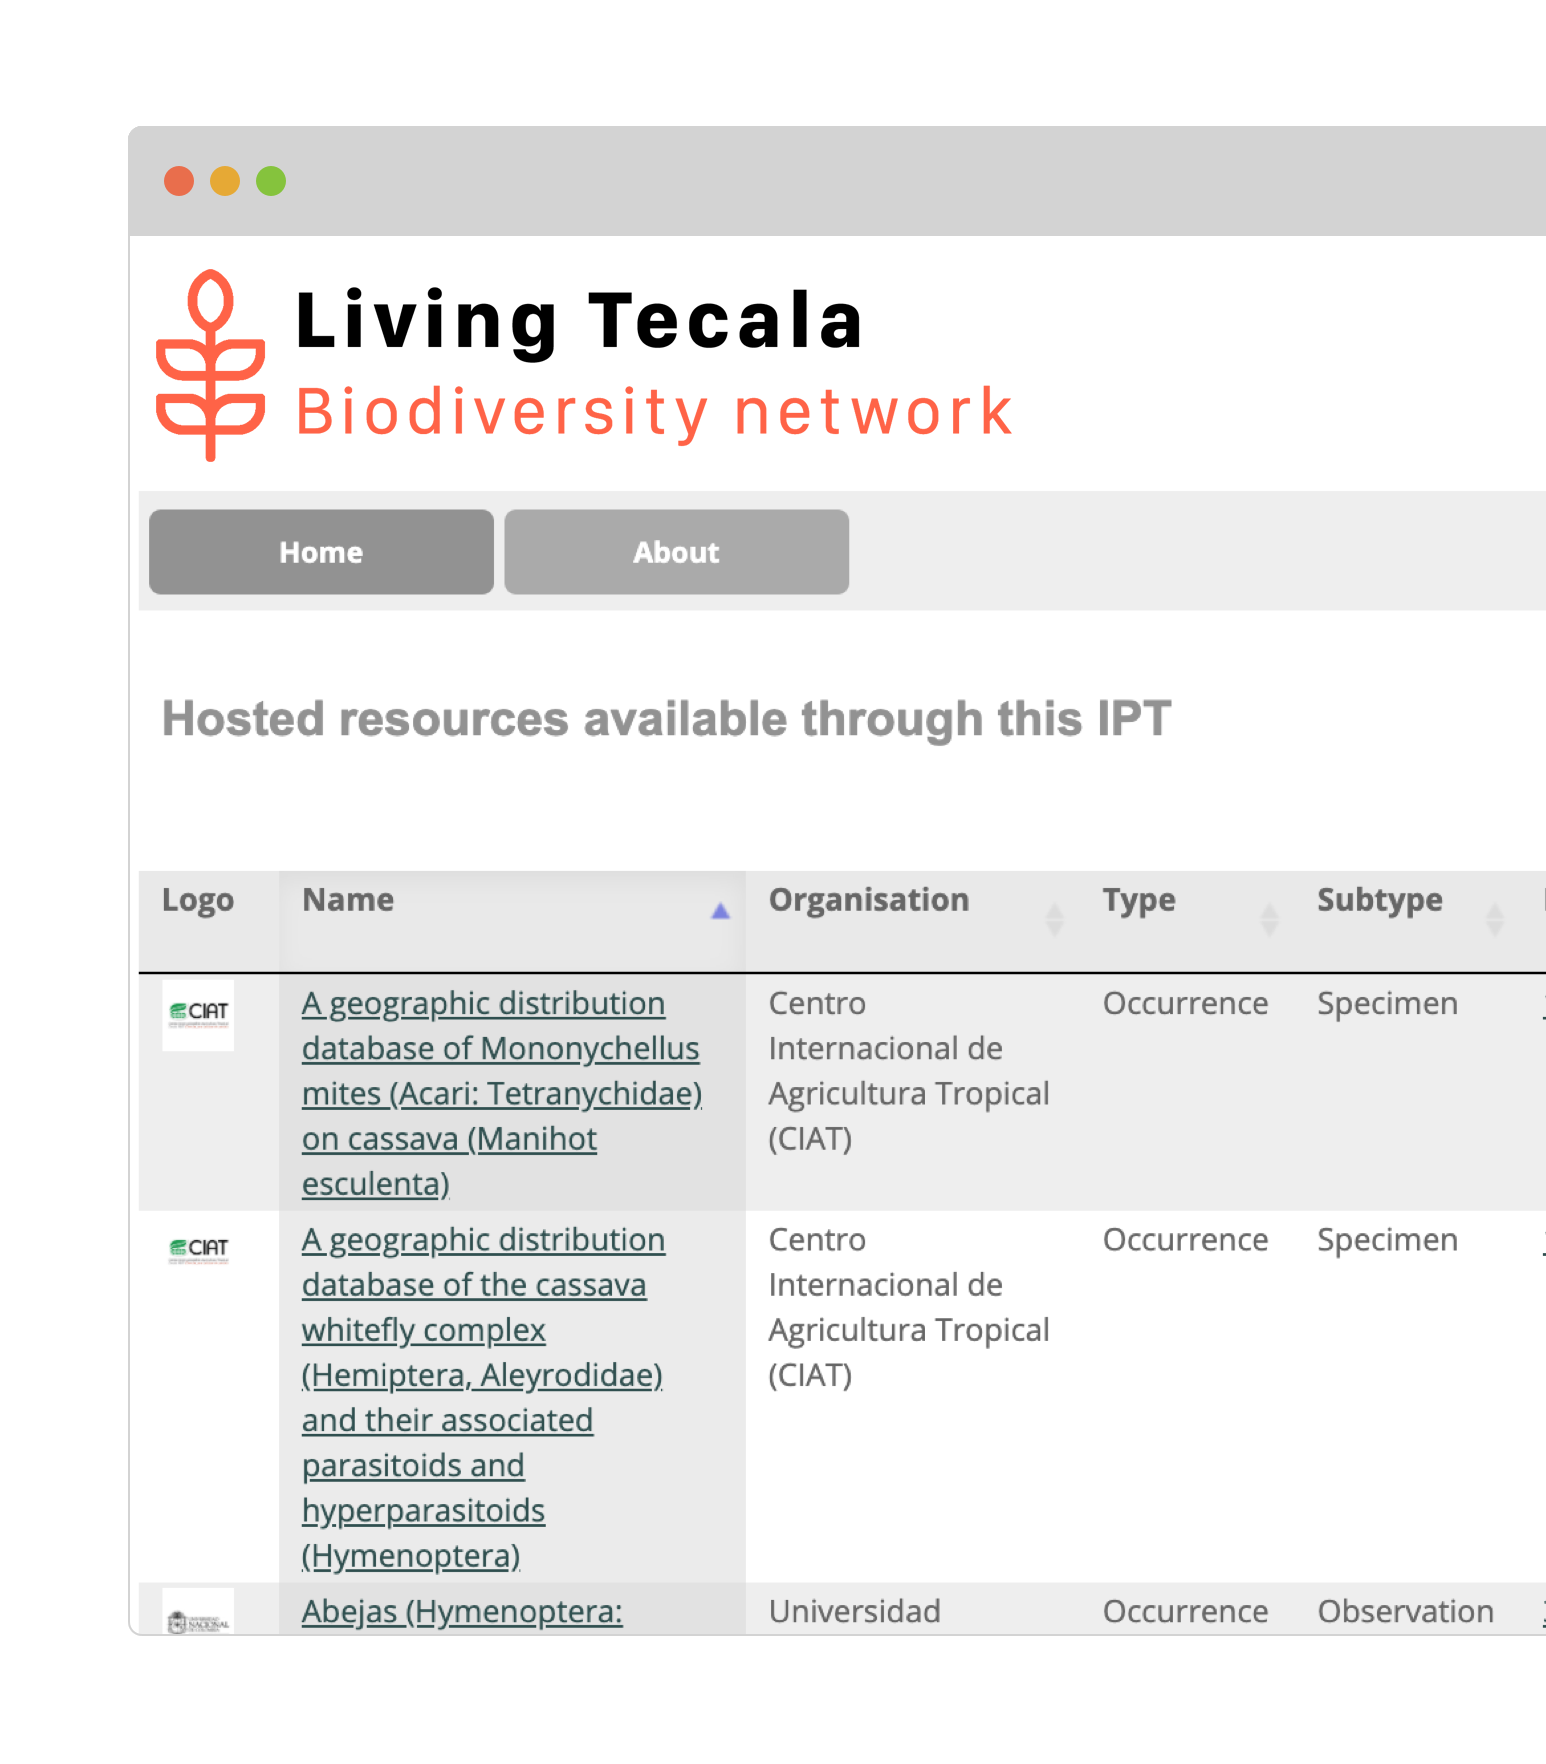 Living Tecala
Biodiversity network
Home
About
Hosted resources available through this IPT
Logo
Name
Organisation
Type
Subtype
CIAT
A geographic distribution
database of Mononychellus
mites (Acari: Tetranychidae)
on cassava (Manihot
esculenta)
Centro
Internacional de
Agricultura Tropical
(CIAT)
Occurrence
Specimen
CIAT
A geographic distribution
database of the cassava
whitefly complex
(Hemiptera, Aleyrodidae)
and their associated
parasitoids and
hyperparasitoids
(Hymenoptera)
Centro
Internacional de
Agricultura Tropical
(CIAT)
Occurrence
Specimen
NACIONAL
Abejas (Hymenoptera:
Universidad
Occurrence
Observation